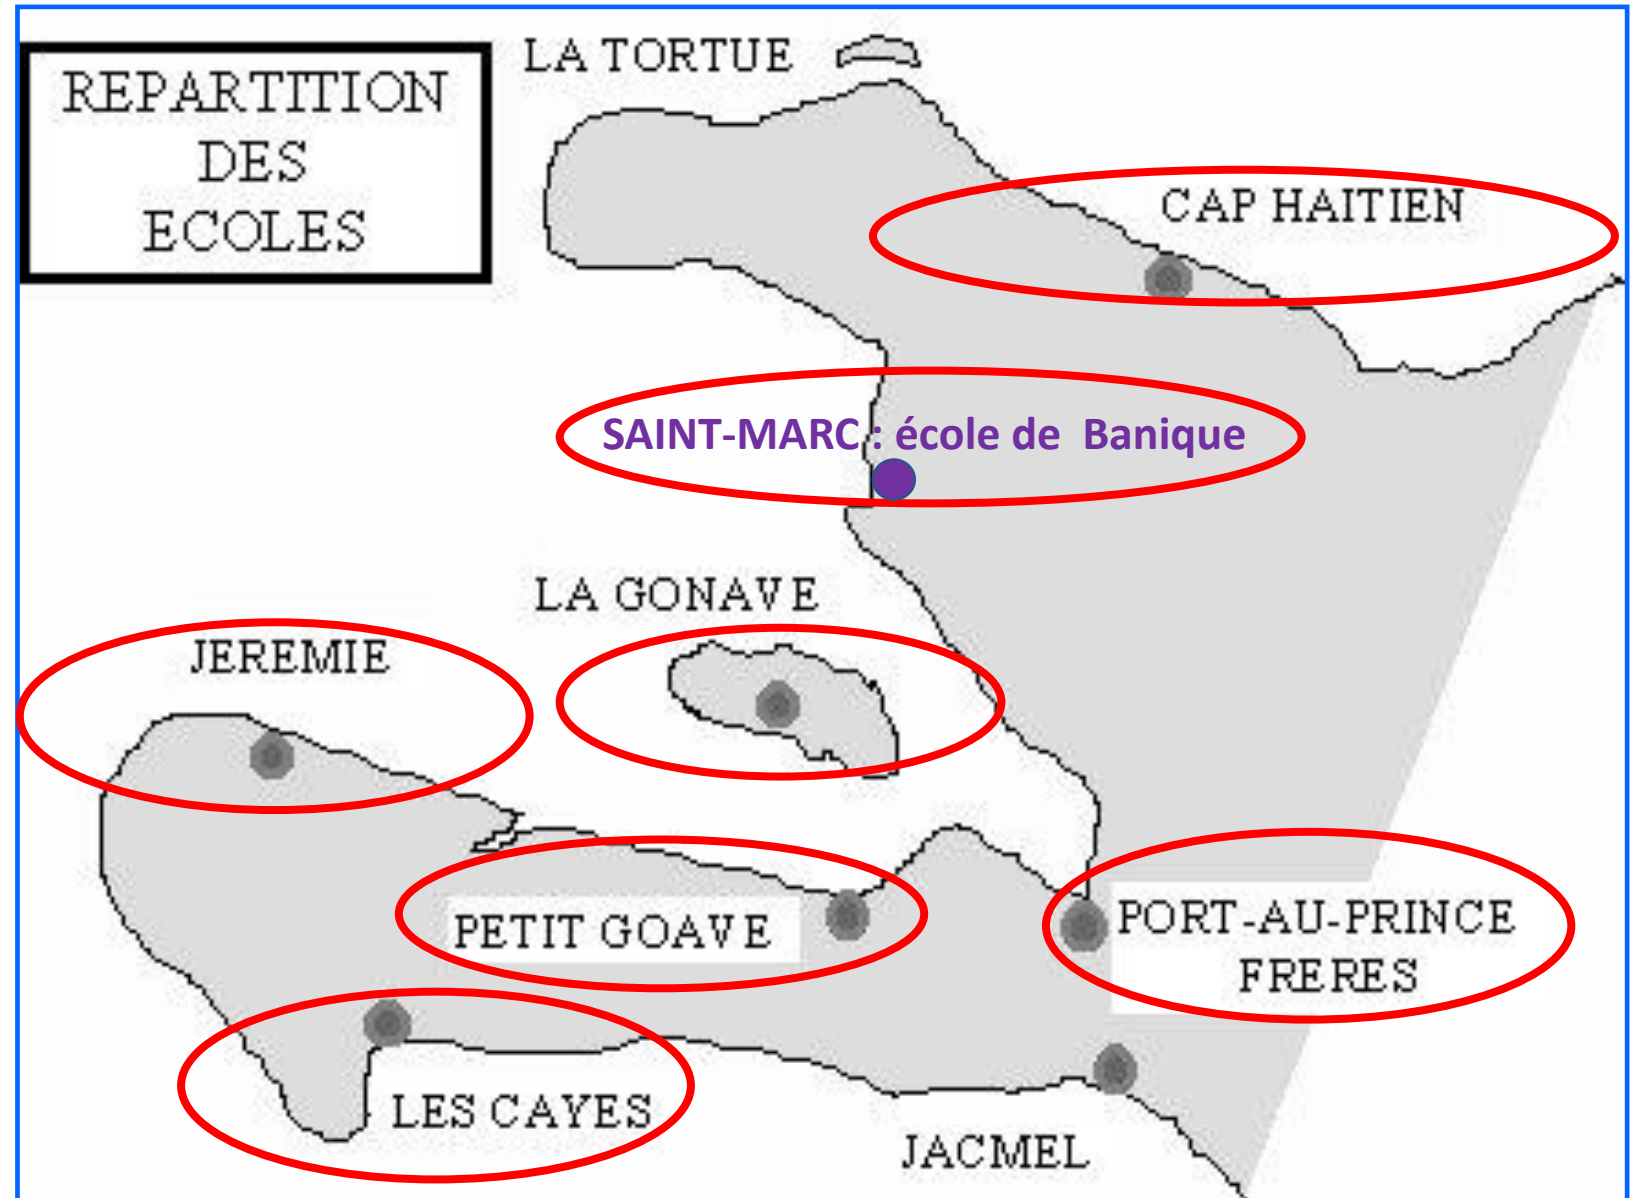 REPARTITION
DES
ECOLES
LA TORTUE
CAP HAITIEN
SAINT-MARC : école de Banique
LA GONAVE
JEREMIE
PETIT GOAVE
PORT-AU-PRINCE
FRERES
LES CAYES
JACMEL